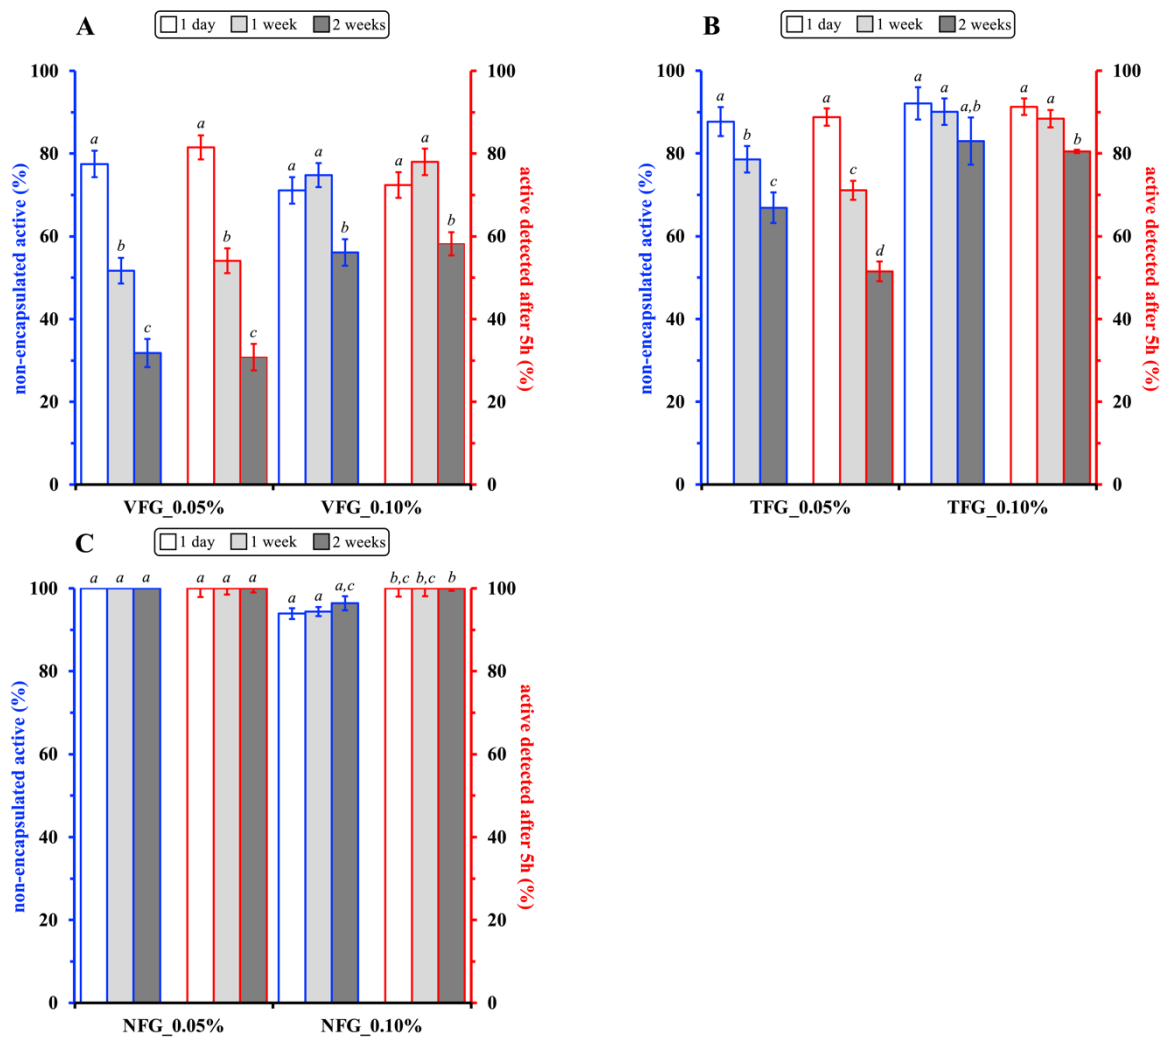 A
1 day 1 week 2 weeks
100 100
80 80
60 60
40 40
20 20
0 0
non-encapsulated active (%)
active detected after 5h (%)
a b c a b c a a b a a b
VFG_0.05% VFG_0.10%
B
1 day 1 week 2 weeks
100 100
80 80
60 60
40 40
20 20
0 0
non-encapsulated active (%)
active detected after 5h (%)
a b c a c d a a a,b a a b
TFG_0.05% TFG_0.10%
C
1 day 1 week 2 weeks
100 100
80 80
60 60
40 40
20 20
0 0
non-encapsulated active (%)
active detected after 5h (%)
a a a a a a a a a,c b,c b,c b
NFG_0.05% NFG_0.10%